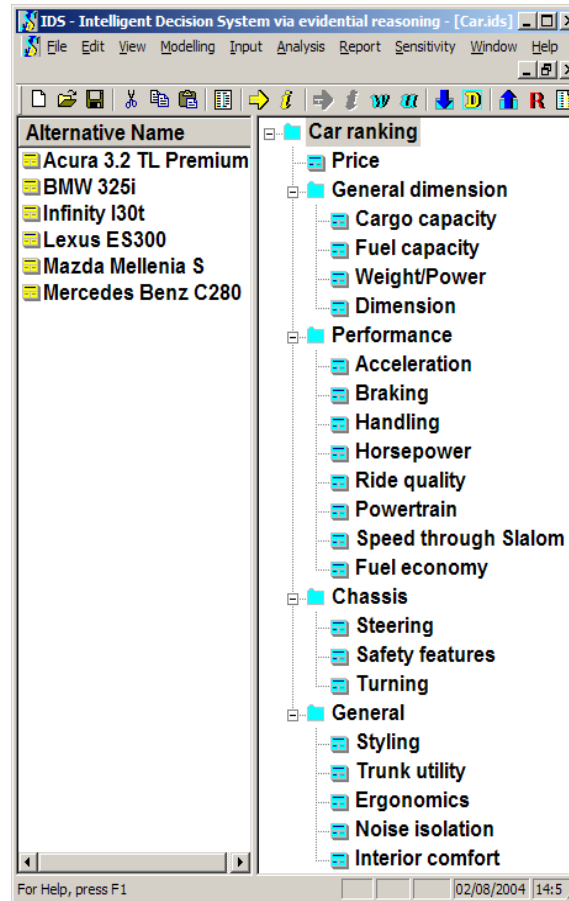 IDS - Intelligent Decision System via evidential reasoning - [Car.ids]
File Edit View Modelling Input Analysis Report Sensitivity Window Help
i i w u D R
Alternative Name
Acura 3.2 TL Premium
BMW 325i
Infinity I30t
Lexus ES300
Mazda Mellenia S
Mercedes Benz C280
Car ranking
Price
General dimension
Cargo capacity
Fuel capacity
Weight/Power
Dimension
Performance
Acceleration
Braking
Handling
Horsepower
Ride quality
Powertrain
Speed through Slalom
Fuel economy
Chassis
Steering
Safety features
Turning
General
Styling
Trunk utility
Ergonomics
Noise isolation
Interior comfort
For Help, press F1 02/08/2004 14:5